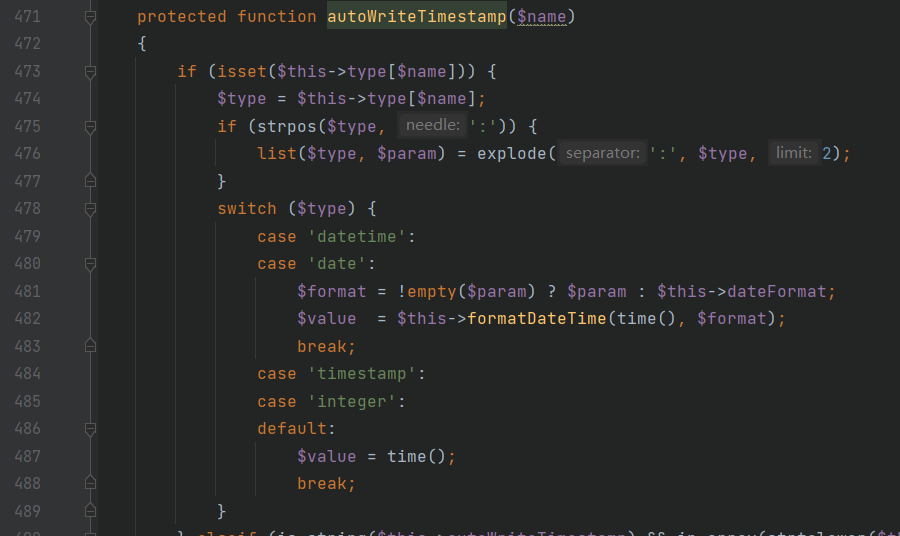 471 protected function autoWriteTimestamp($name)
472 {
473 if (isset($this->type[$name])) {
474 $type = $this->type[$name];
475 if (strpos($type, needle: ':')) {
476 list($type, $param) = explode( separator: ':', $type, limit: 2);
477 }
478 switch ($type) {
479 case 'datetime':
480 case 'date':
481 $format = !empty($param) ? $param : $this->dateFormat;
482 $value  = $this->formatDateTime(time(), $format);
483 break;
484 case 'timestamp':
485 case 'integer':
486 default:
487 $value = time();
488 break;
489 }